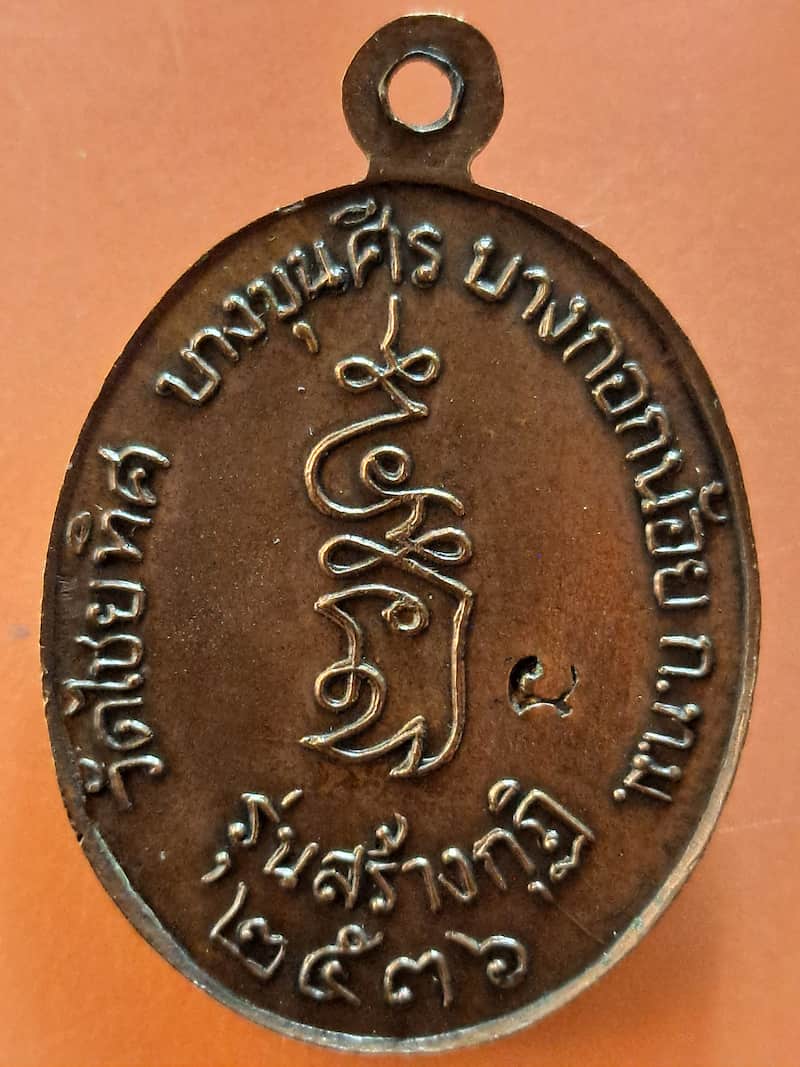 วัดไชยทิศ บางขุนศีร บางกอกน้อย ก.ท.ม.
รุ่นสร้างกุฏิ
๒๕๓๖